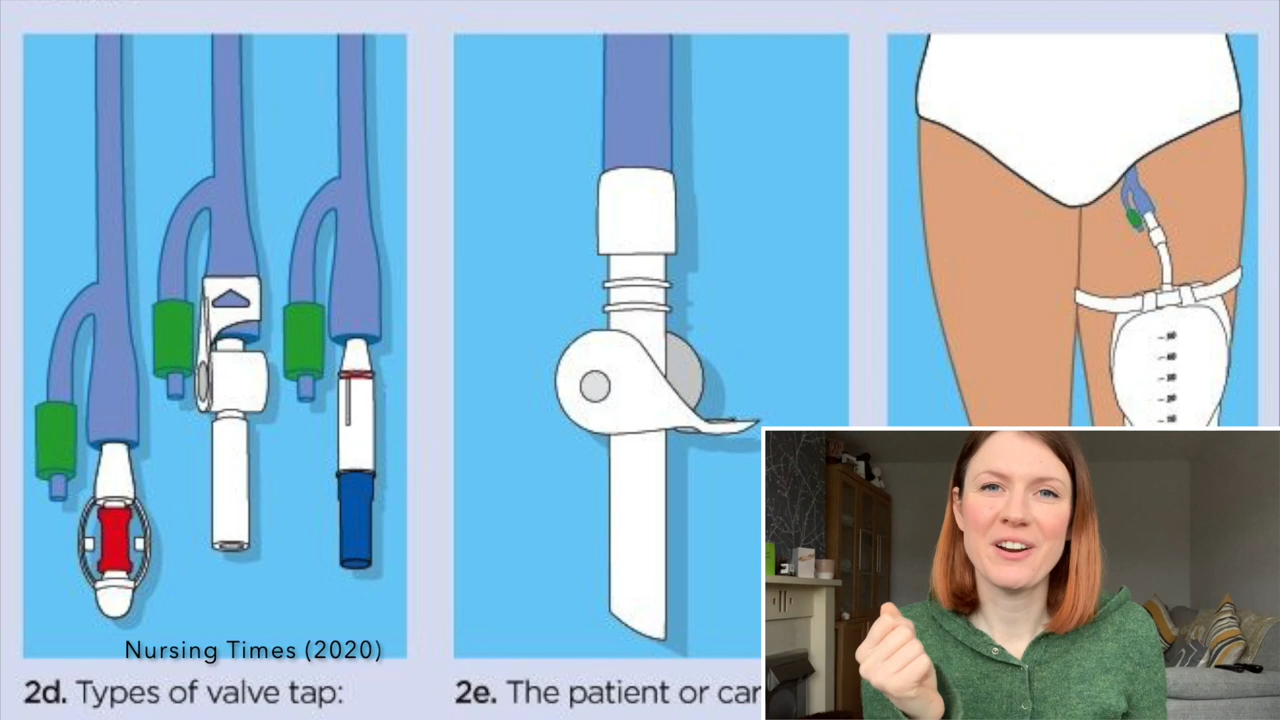 Nursing Times (2020)
2d. Types of valve tap:
2e. The patient or car